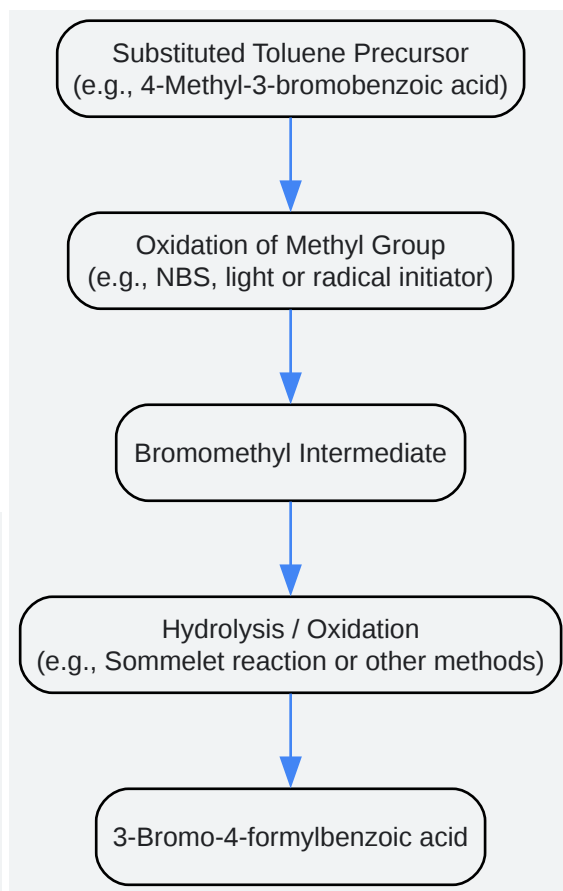 Substituted Toluene Precursor
(e.g., 4-Methyl-3-bromobenzoic acid)
Oxidation of Methyl Group
(e.g., NBS, light or radical initiator)
Bromomethyl Intermediate
Hydrolysis / Oxidation
(e.g., Sommelet reaction or other methods)
3-Bromo-4-formylbenzoic acid